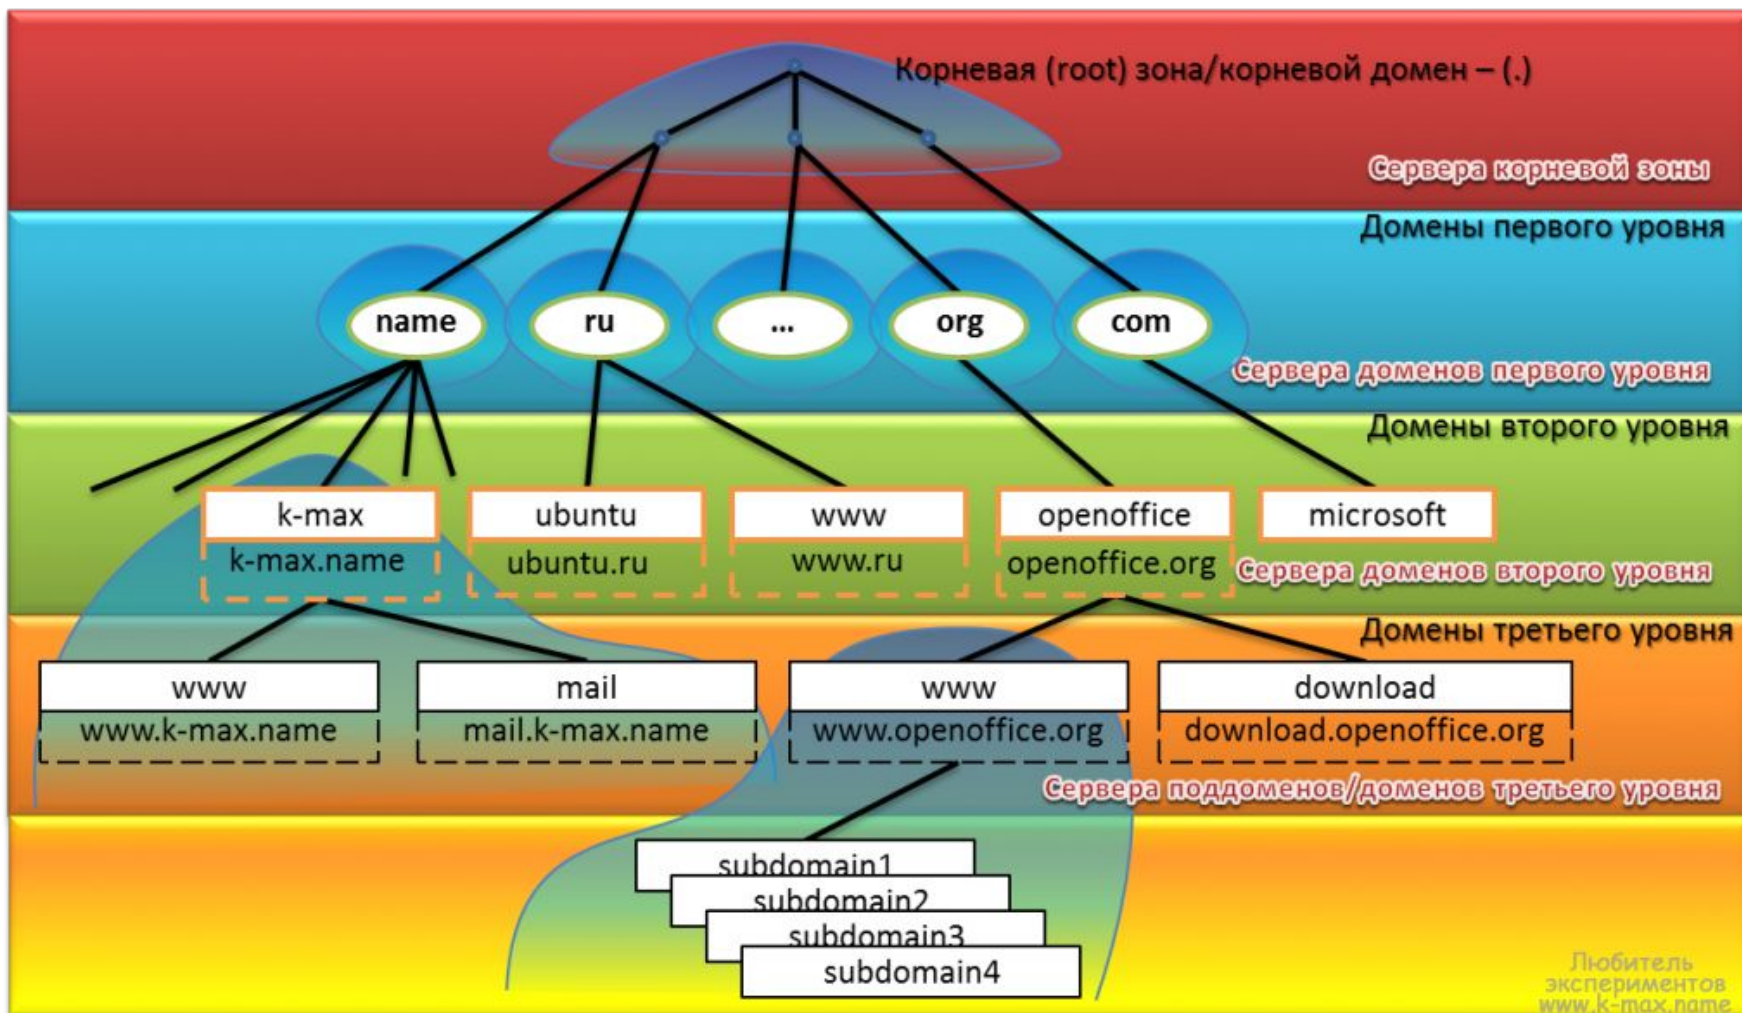 Корневая (root) зона/корневой домен – (.)
Сервера корневой зоны
Домены первого уровня
name
ru
...
org
com
Сервера доменов первого уровня
Домены второго уровня
k-max
ubuntu
www
openoffice
microsoft
k-max.name
ubuntu.ru
www.ru
openoffice.org
Сервера доменов второго уровня
Домены третьего уровня
www
mail
www
download
www.k-max.name
mail.k-max.name
www.openoffice.org
download.openoffice.org
Сервера поддоменов/доменов третьего уровня
subdomain1
subdomain2
subdomain3
subdomain4
Любитель
экспериментов
www.k-max.name